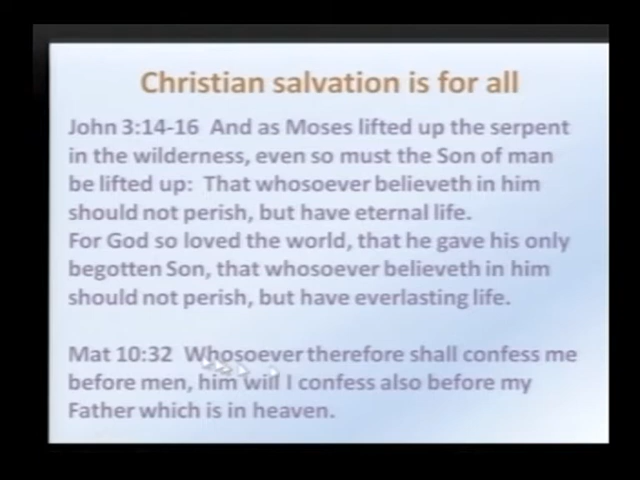 Christian salvation is for all
John 3:14-16 And as Moses lifted up the serpent
in the wilderness, even so must the Son of man
be lifted up: That whosoever believeth in him
should not perish, but have eternal life.
For God so loved the world, that he gave his only
begotten Son, that whosoever believeth in him
should not perish, but have everlasting life.
Mat 10:32 Whosoever therefore shall confess me
before men, him will I confess also before my
Father which is in heaven.